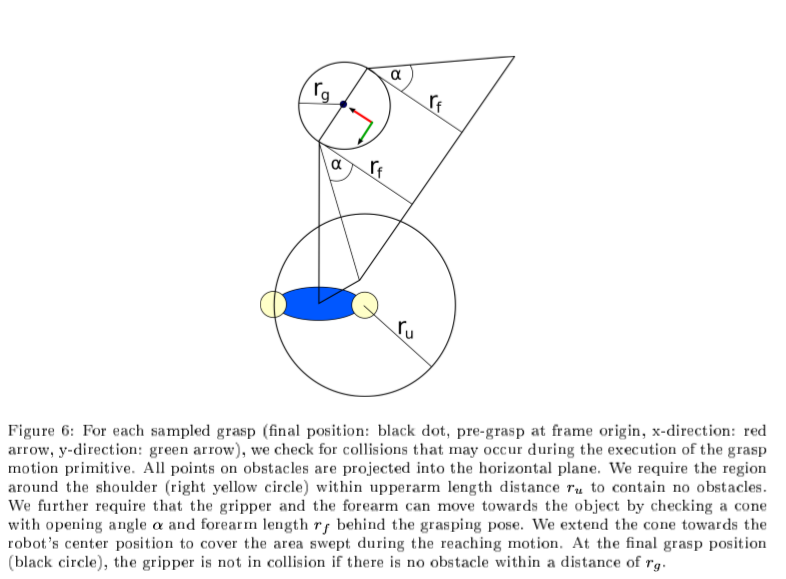 α
r_g
r_f
α
r_f
r_u
Figure 6: For each sampled grasp (final position: black dot, pre-grasp at frame origin, x-direction: red
arrow, y-direction: green arrow), we check for collisions that may occur during the execution of the grasp
motion primitive. All points on obstacles are projected into the horizontal plane. We require the region
around the shoulder (right yellow circle) within upperarm length distance r_u to contain no obstacles.
We further require that the gripper and the forearm can move towards the object by checking a cone
with opening angle α and forearm length r_f behind the grasping pose. We extend the cone towards the
robot's center position to cover the area swept during the reaching motion. At the final grasp position
(black circle), the gripper is not in collision if there is no obstacle within a distance of r_g.